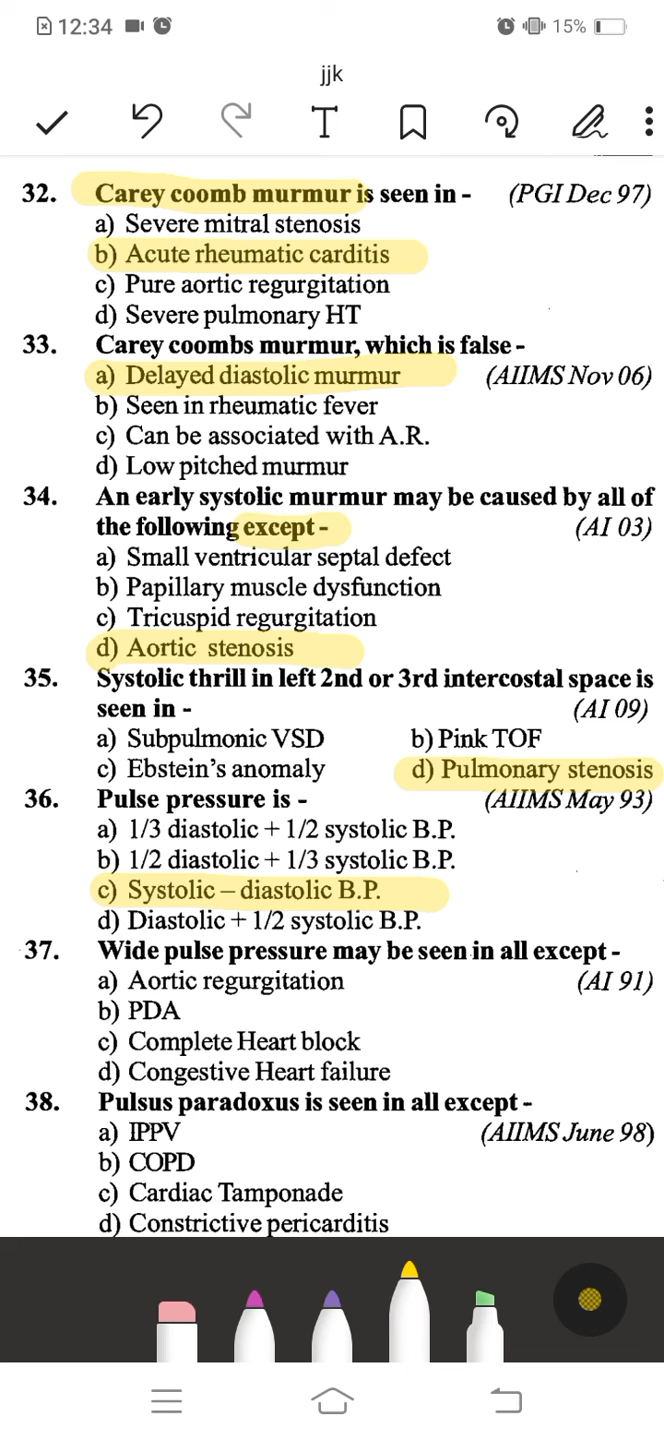 12:34
15%
jjk
T
32. Carey coomb murmur is seen in - (PGI Dec 97)
a) Severe mitral stenosis
b) Acute rheumatic carditis
c) Pure aortic regurgitation
d) Severe pulmonary HT
33. Carey coombs murmur, which is false -
a) Delayed diastolic murmur (AIIMS Nov 06)
b) Seen in rheumatic fever
c) Can be associated with A.R.
d) Low pitched murmur
34. An early systolic murmur may be caused by all of
the following except - (AI 03)
a) Small ventricular septal defect
b) Papillary muscle dysfunction
c) Tricuspid regurgitation
d) Aortic stenosis
35. Systolic thrill in left 2nd or 3rd intercostal space is
seen in - (AI 09)
a) Subpulmonic VSD b) Pink TOF
c) Ebstein's anomaly d) Pulmonary stenosis
36. Pulse pressure is - (AIIMS May 93)
a) 1/3 diastolic + 1/2 systolic B.P.
b) 1/2 diastolic + 1/3 systolic B.P.
c) Systolic – diastolic B.P.
d) Diastolic + 1/2 systolic B.P.
37. Wide pulse pressure may be seen in all except -
a) Aortic regurgitation (AI 91)
b) PDA
c) Complete Heart block
d) Congestive Heart failure
38. Pulsus paradoxus is seen in all except -
a) IPPV (AIIMS June 98)
b) COPD
c) Cardiac Tamponade
d) Constrictive pericarditis